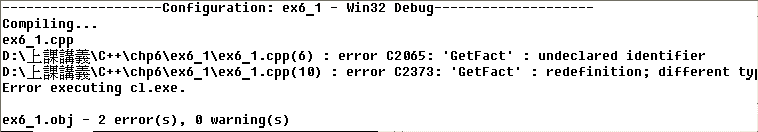 --------------------Configuration: ex6_1 - Win32 Debug--------------------
Compiling...
ex6_1.cpp
D:\上課講義\C++\chp6\ex6_1\ex6_1.cpp(6) : error C2065: 'GetFact' : undeclared identifier
D:\上課講義\C++\chp6\ex6_1\ex6_1.cpp(10) : error C2373: 'GetFact' : redefinition; different typ
Error executing cl.exe.
ex6_1.obj - 2 error(s), 0 warning(s)